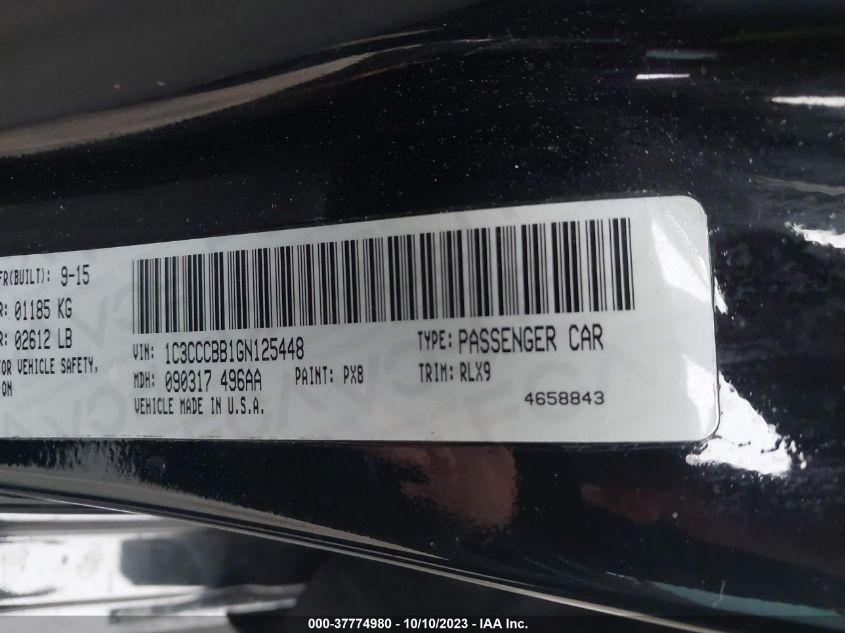 FR(BUILT): 9-15
R: 01185 KG
R: 02612 LB
FOR VEHICLE SAFETY,
-ON
VIN: 1C3CCCBB1GN125448
TYPE: PASSENGER CAR
MDH: 090317 496AA
PAINT: PX8
TRIM: RLX9
VEHICLE MADE IN U.S.A.
4658843
000-37774980 - 10/10/2023 - IAA Inc.